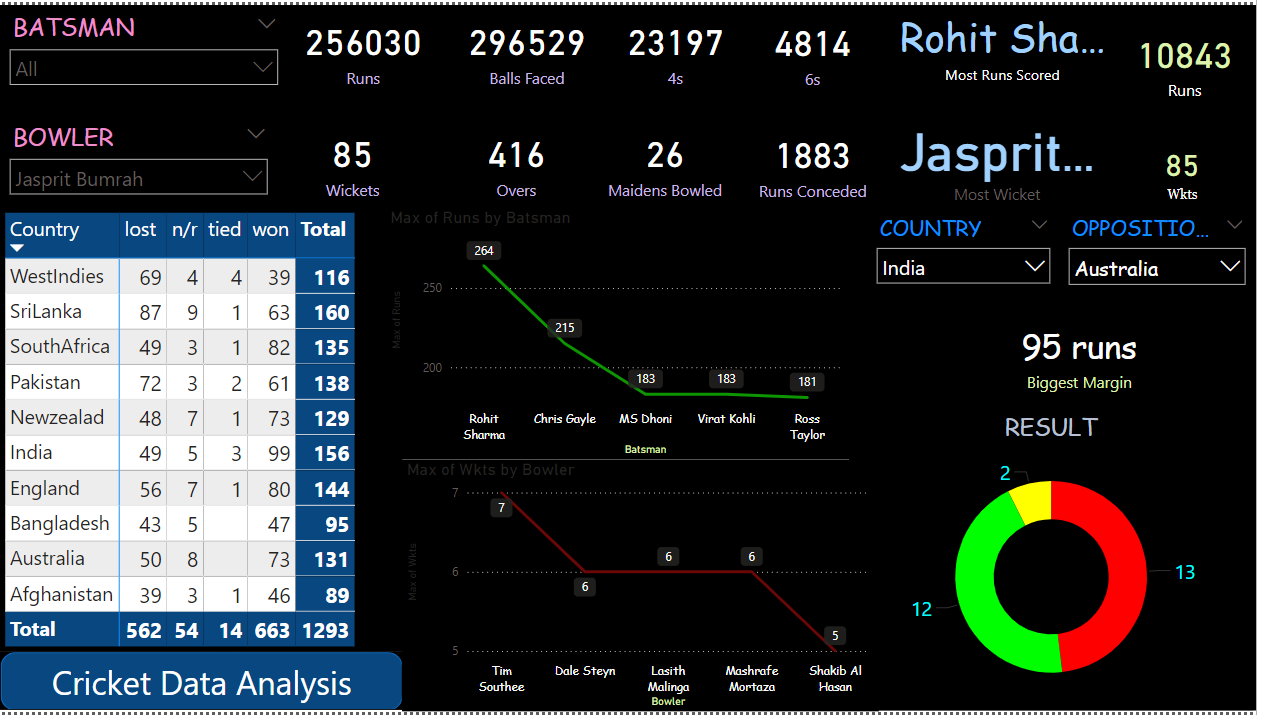 BATSMAN
All
256030
Runs
296529
Balls Faced
23197
4s
4814
6s
Rohit Sha...
Most Runs Scored
10843
Runs
BOWLER
Jasprit Bumrah
85
Wickets
416
Overs
26
Maidens Bowled
1883
Runs Conceded
Jasprit...
Most Wicket
85
Wkts
Country lost n/r tied won Total
WestIndies 69 4 4 39 116
SriLanka 87 9 1 63 160
SouthAfrica 49 3 1 82 135
Pakistan 72 3 2 61 138
Newzealad 48 7 1 73 129
India 49 5 3 99 156
England 56 7 1 80 144
Bangladesh 43 5 47 95
Australia 50 8 73 131
Afghanistan 39 3 1 46 89
Total 562 54 14 663 1293
Cricket Data Analysis
Max of Runs by Batsman
Max of Runs
250
200
264
215
183
183
181
Rohit Sharma
Chris Gayle
MS Dhoni
Virat Kohli
Ross Taylor
Batsman
Max of Wkts by Bowler
Max of Wkts
7
6
5
7
6
6
6
5
Tim Southee
Dale Steyn
Lasith Malinga
Mashrafe Mortaza
Shakib Al Hasan
Bowler
COUNTRY
India
OPPOSITIO...
Australia
95 runs
Biggest Margin
RESULT
2
13
12